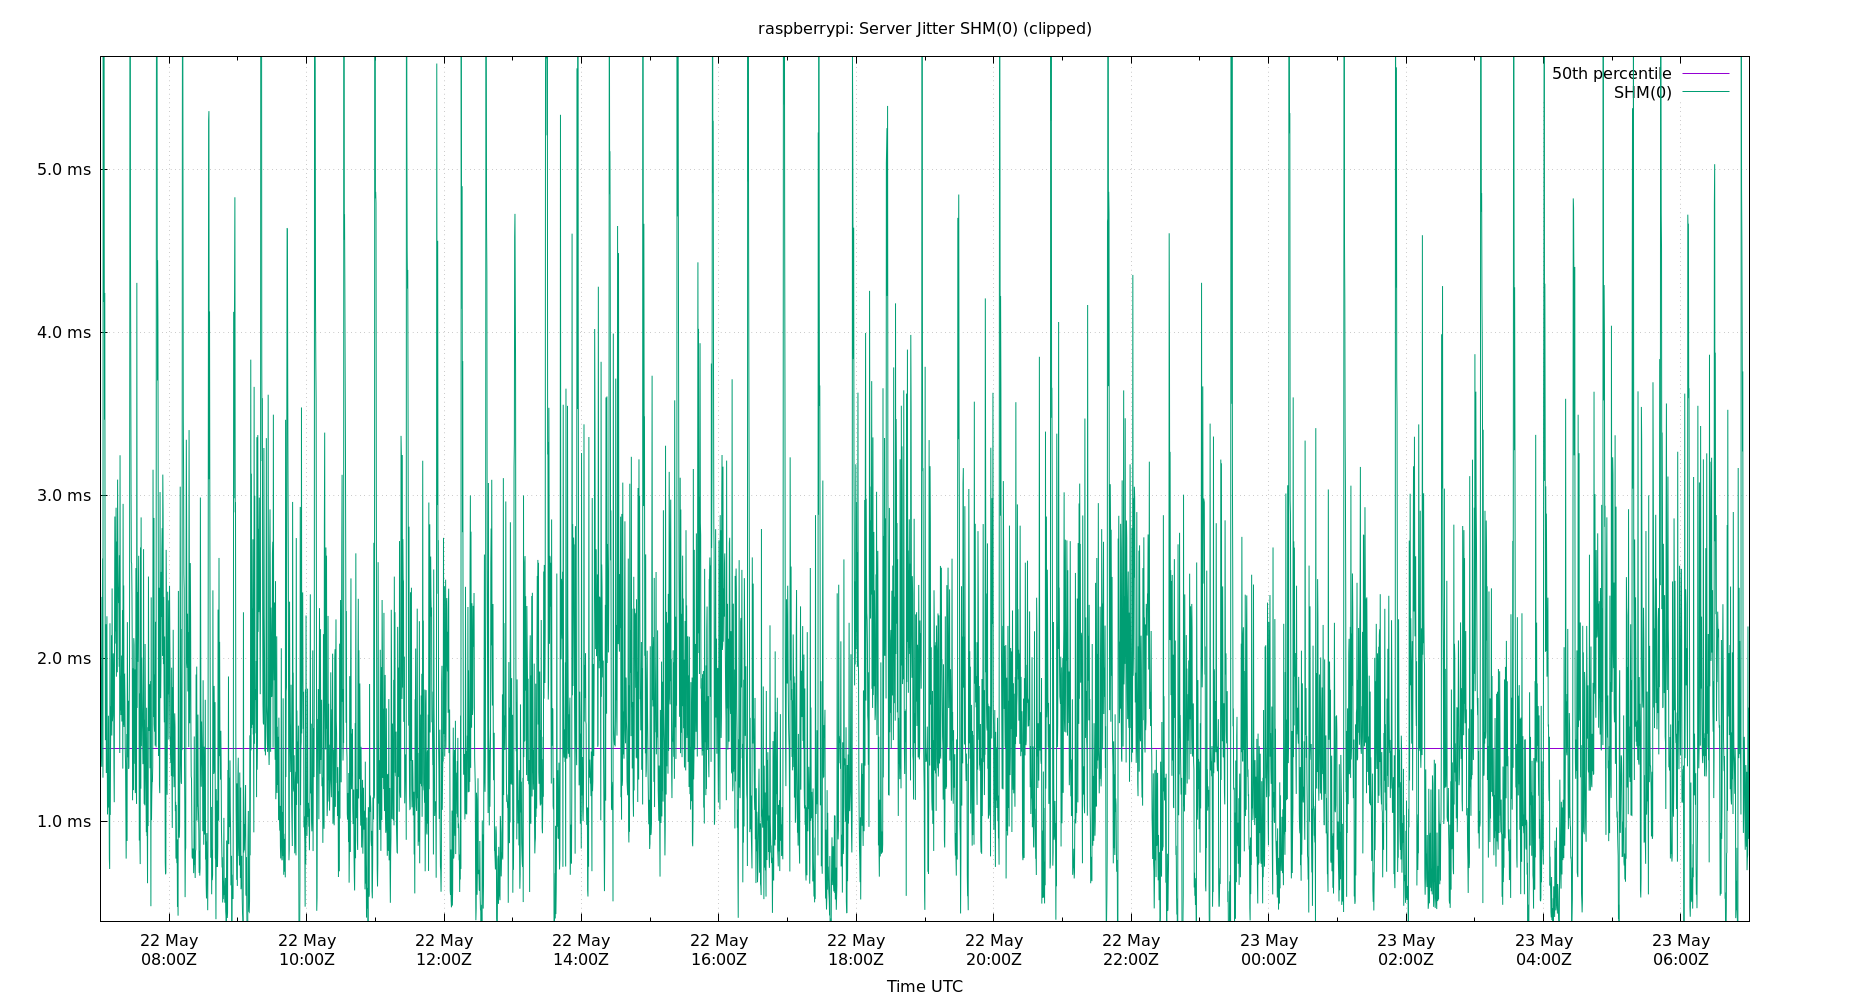 raspberrypi: Server Jitter SHM(0) (clipped)
50th percentile
SHM(0)
5.0 ms
4.0 ms
3.0 ms
2.0 ms
1.0 ms
22 May 22 May 22 May 22 May 22 May 22 May 22 May 22 May 23 May 23 May 23 May 23 May
08:00Z 10:00Z 12:00Z 14:00Z 16:00Z 18:00Z 20:00Z 22:00Z 00:00Z 02:00Z 04:00Z 06:00Z
Time UTC